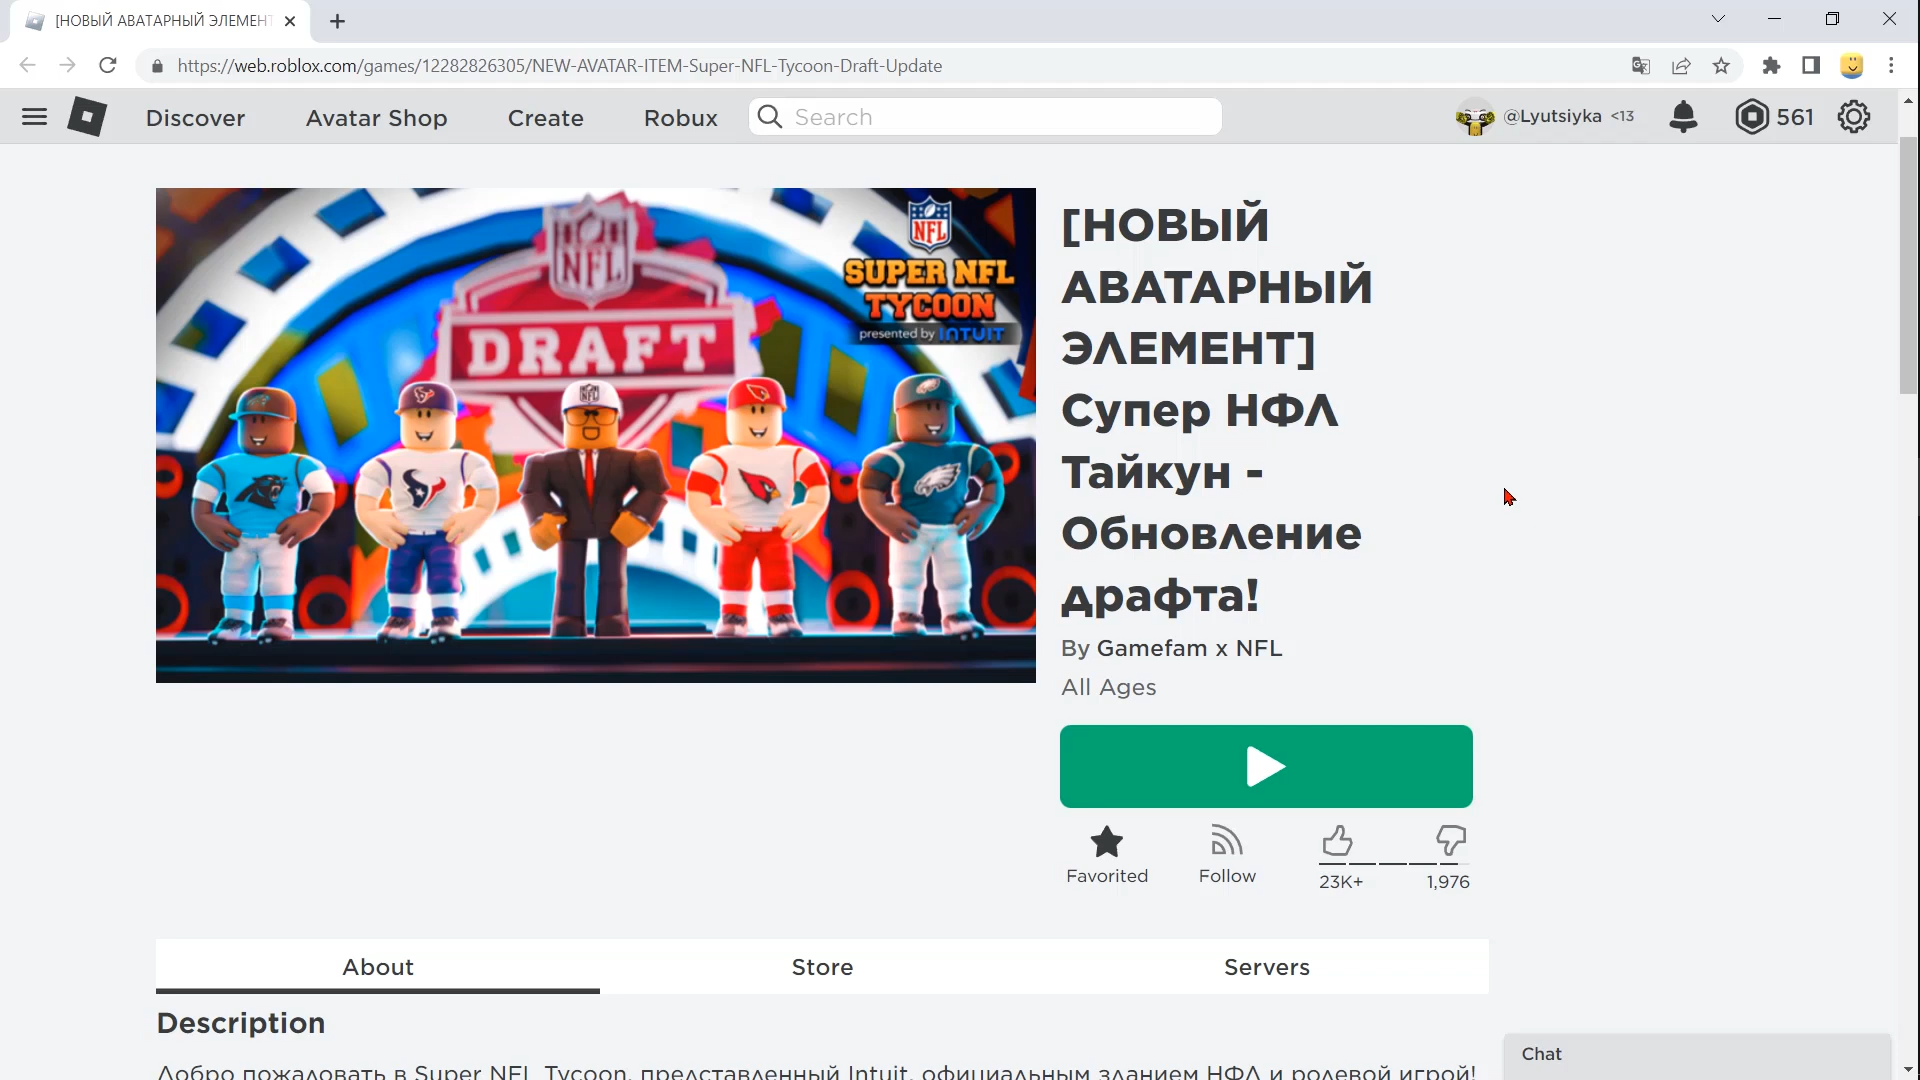 [НОВЫЙ АВАТАРНЫЙ ЭЛЕМЕНТ
https://web.roblox.com/games/12282826305/NEW-AVATAR-ITEM-Super-NFL-Tycoon-Draft-Update
Discover
Avatar Shop
Create
Robux
Search
@Lyutsiyka <13
561
NFL
DRAFT
NFL
SUPER NFL
TYCOON
presented by INTUIT
NFL
[НОВЫЙ
АВАТАРНЫЙ
ЭЛЕМЕНТ]
Супер НФЛ
Тайкун -
Обновление
драфта!
By Gamefam x NFL
All Ages
Favorited
Follow
23K+
1,976
About
Store
Servers
Description
Добро пожаловать в Super NFL Tycoon, представленный Intuit, официальным зданием НФЛ и ролевой игрой!
Chat